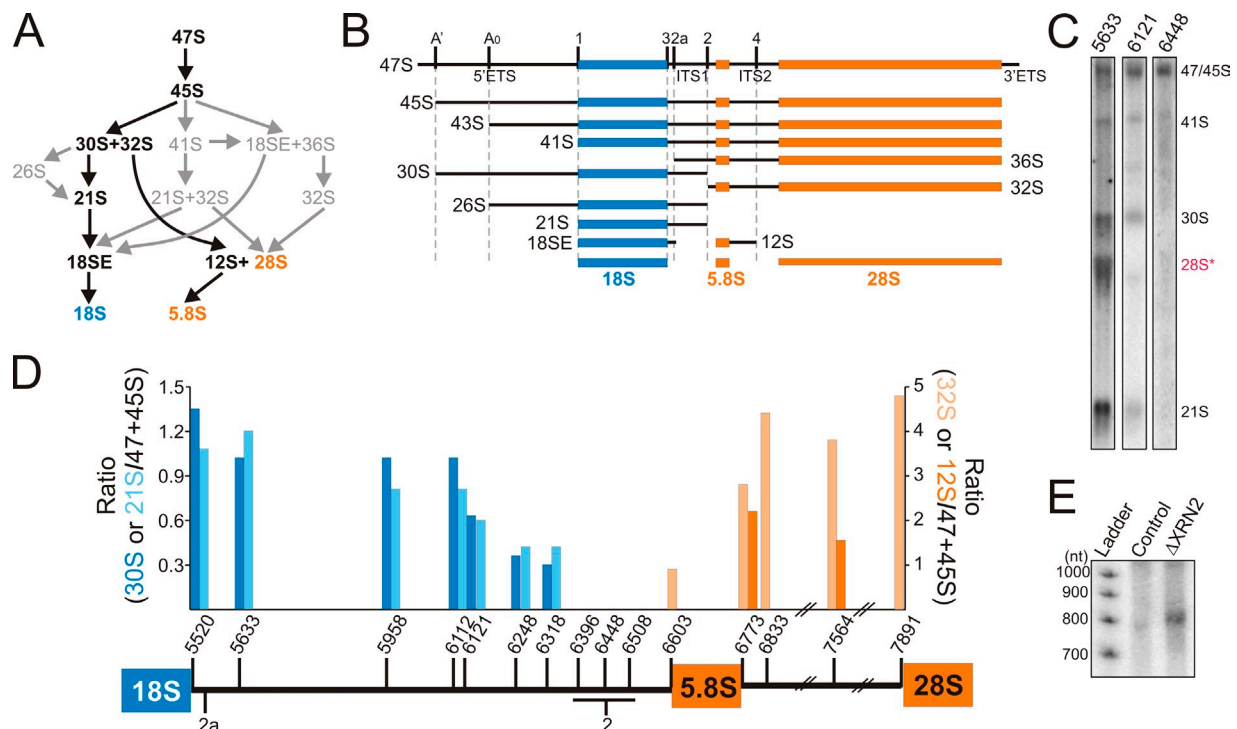 A
47S
45S
30S+32S
41S
18SE+36S
26S
21S
21S+32S
32S
18SE
12S+
28S
18S
5.8S
B
A'
A0
1
3
2a
2
4
47S
5'ETS
ITS1
ITS2
3'ETS
45S
43S
41S
36S
30S
32S
26S
21S
18SE
12S
18S
5.8S
28S
C
5633
6121
6448
47/45S
41S
30S
28S*
21S
D
Ratio
(30S or 21S/47+45S)
1.5
1.2
0.9
0.6
0.3
5
4
3
2
1
Ratio
(32S or 12S/47+45S)
5520
5633
5958
6112
6121
6248
6318
6396
6448
6508
6603
6773
6833
7564
7891
18S
5.8S
28S
2a
2
E
Ladder
Control
ΔXRN2
(nt)
1000
900
800
700